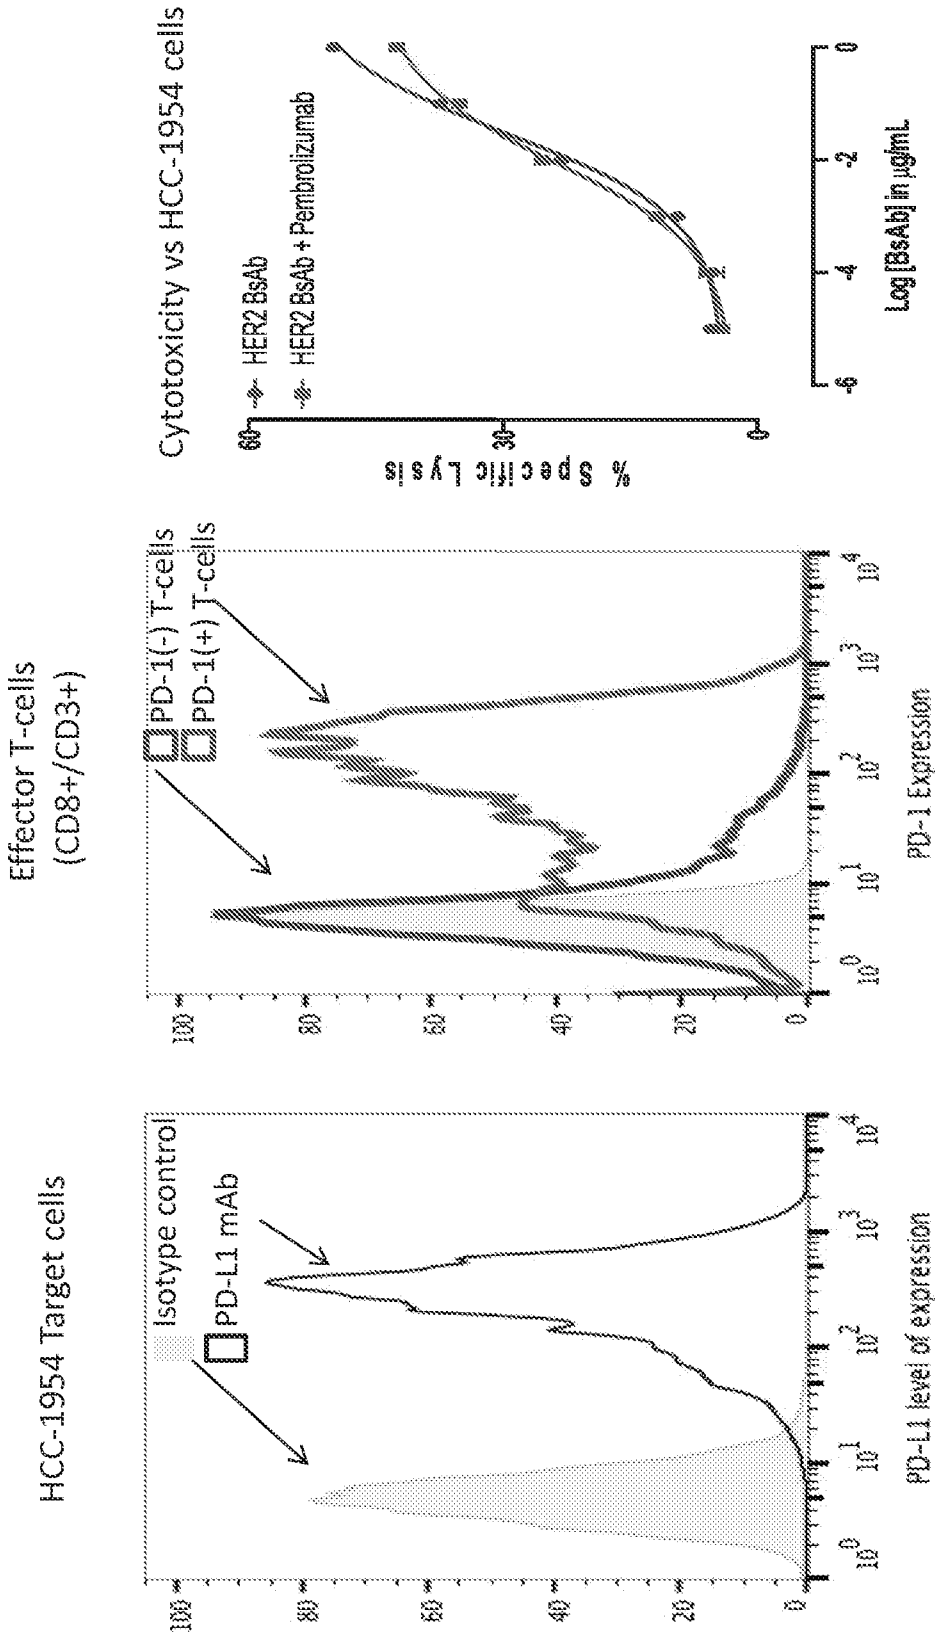 HCC-1954 Target cells
Isotype control
PD-L1 mAb
100
80
60
40
20
0
10^0
10^1
10^2
10^3
10^4
PD-L1 level of expression
Effector T-cells
(CD8+/CD3+)
PD-1(-) T-cells
PD-1(+) T-cells
100
80
60
40
20
0
10^0
10^1
10^2
10^3
10^4
PD-1 Expression
Cytotoxicity vs HCC-1954 cells
HER2 BsAb
HER2 BsAb + Pembrolizumab
% Specific Lysis
60
30
0
-6
-4
-2
0
Log[BsAb] in µg/mL